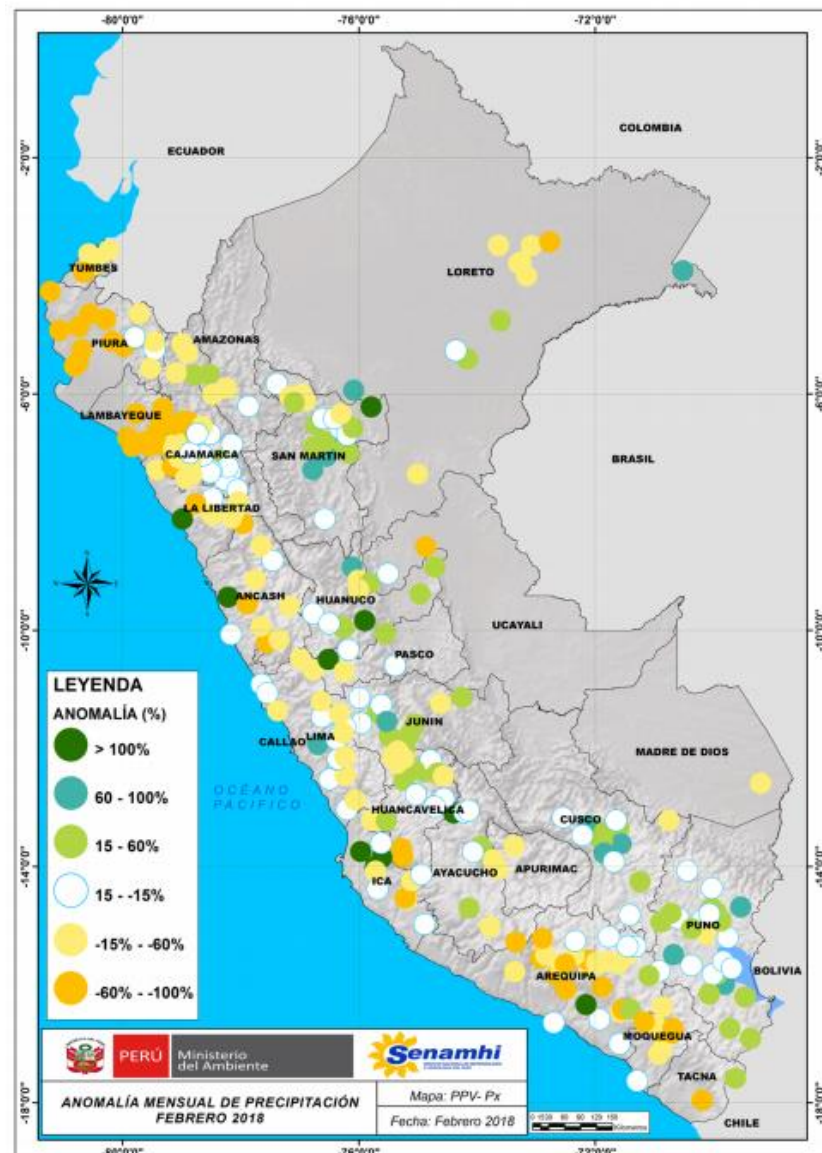 -80°0'0"
-76°0'0"
-72°0'0"
COLOMBIA
-2°0'0"
-2°0'0"
ECUADOR
TUMBES
LORETO
PIURA
AMAZONAS
-6°0'0"
-6°0'0"
LAMBAYEQUE
BRASIL
CAJAMARCA
SAN MARTIN
LA LIBERTAD
ANCASH
HUANUCO
UCAYALI
-10°0'0"
-10°0'0"
PASCO
LEYENDA
ANOMALÍA (%)
> 100%
60 - 100%
15 - 60%
15 - -15%
-15% - -60%
-60% - -100%
JUNIN
CALLAO
LIMA
MADRE DE DIOS
OCÉANO
PACIFICO
HUANCAVELICA
CUSCO
-14°0'0"
-14°0'0"
ICA
AYACUCHO
APURIMAC
PUNO
AREQUIPA
BOLIVIA
MOQUEGUA
TACNA
-18°0'0"
-18°0'0"
CHILE
PERÚ
Ministerio
del Ambiente
Senamhi
ANOMALÍA MENSUAL DE PRECIPITACIÓN
FEBRERO 2018
Mapa: PPV- Px
Fecha: Febrero 2018
Kilometers
-80°0'0"
-76°0'0"
-72°0'0"